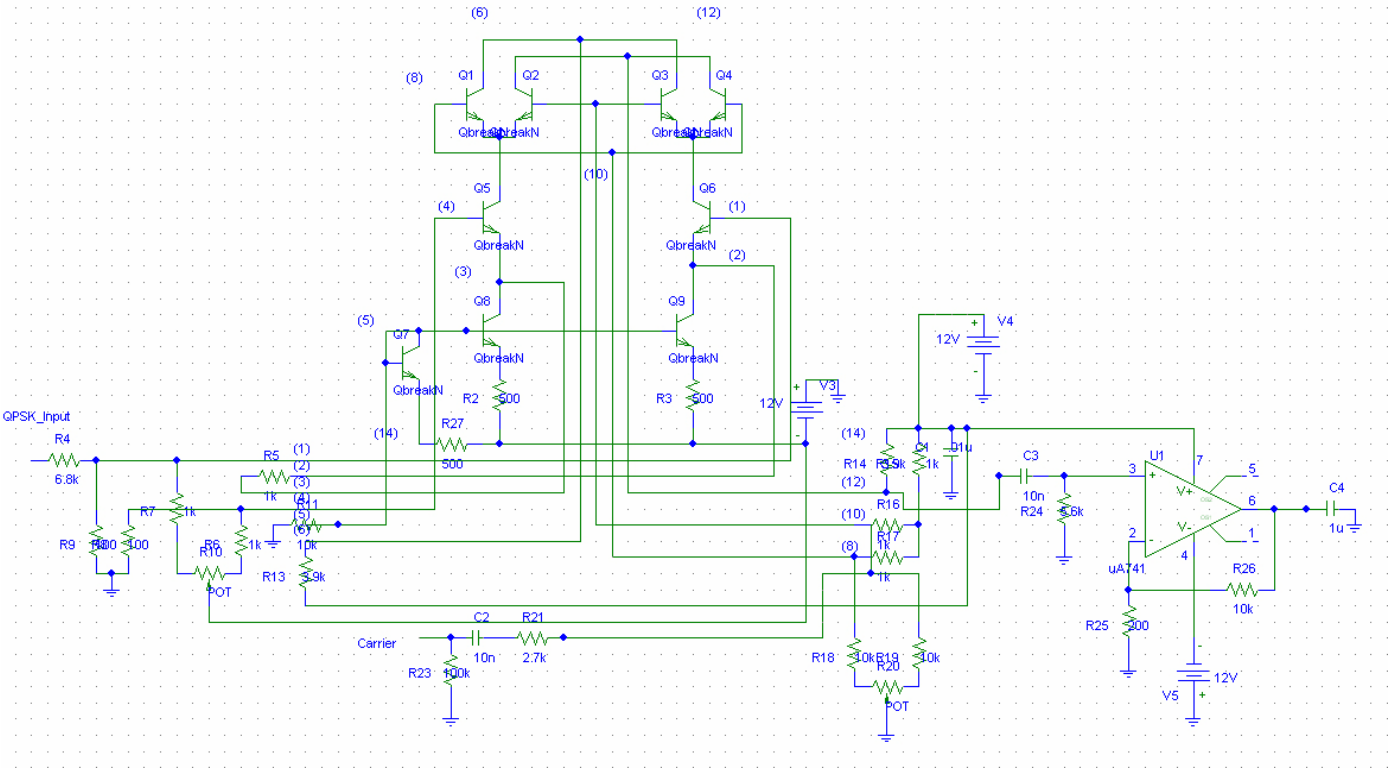 (6) (12)
(8) Q1 Q2 Q3 Q4
QbreakN QbreakN
(10)
Q5 Q6
(4) (1)
QbreakN QbreakN
(2)
(3)
Q8 Q9
(5)
Q7
V4
12V
+
-
QbreakN QbreakN
QbreakN
R2 500 R3 500
V3
12V
+
-
QPSK_Input
R4
6.8k
(14) R27
500
(14)
(1)
(2)
(3)
(4)
(5)
(6)
R5
1k
R11
10k
R14 1k
C1 .01u
(12)
R16
(10)
R17
1k
(8)
1k
C3
10n
R24 5.6k
U1
3 + 7 5
V+
OS2
6
OS1
2 - V- 1
4
uA741
C4
1u
R26
10k
R25 200
R7 1k
R9 100
R6 1k
R10
POT
R13 3.9k
Carrier
C2
10n
R21
2.7k
R23 100k
R18 10k R19 10k
R20
POT
-
V5 12V
+